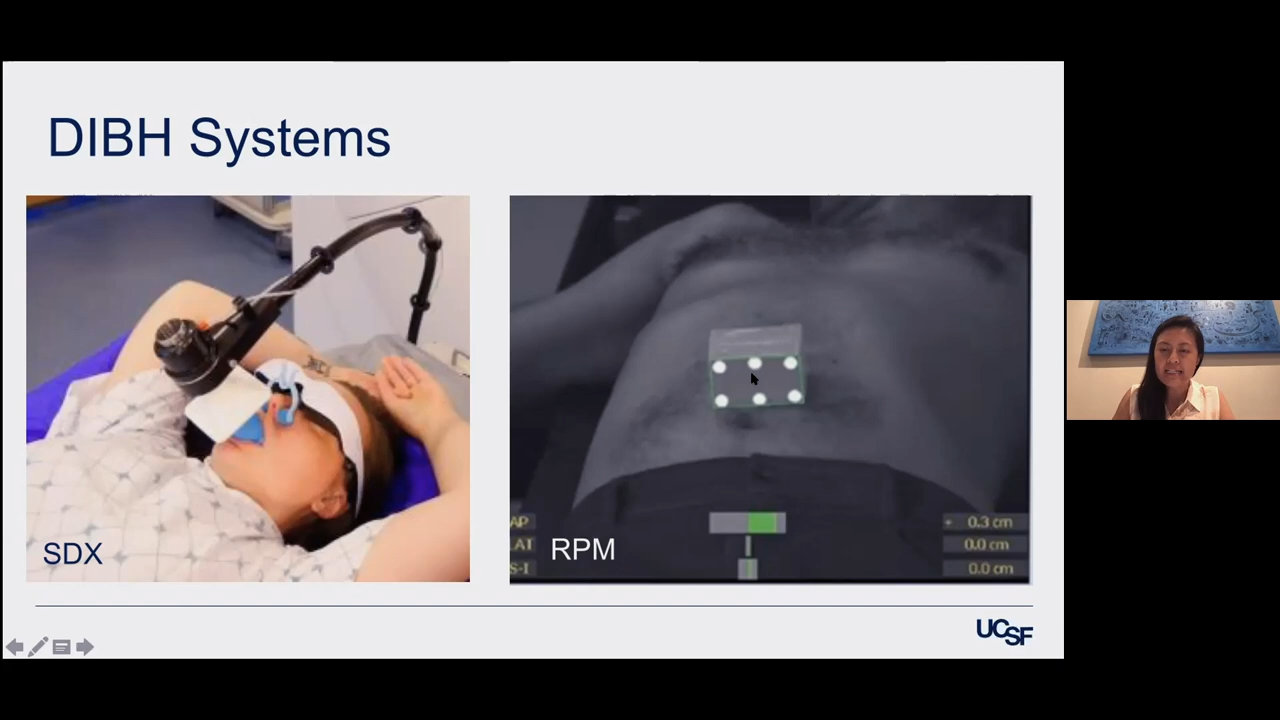 DIBH Systems
SDX
RPM
AP
LAT
S-I
+ 0.3 cm
0.0 cm
0.0 cm
UCSF